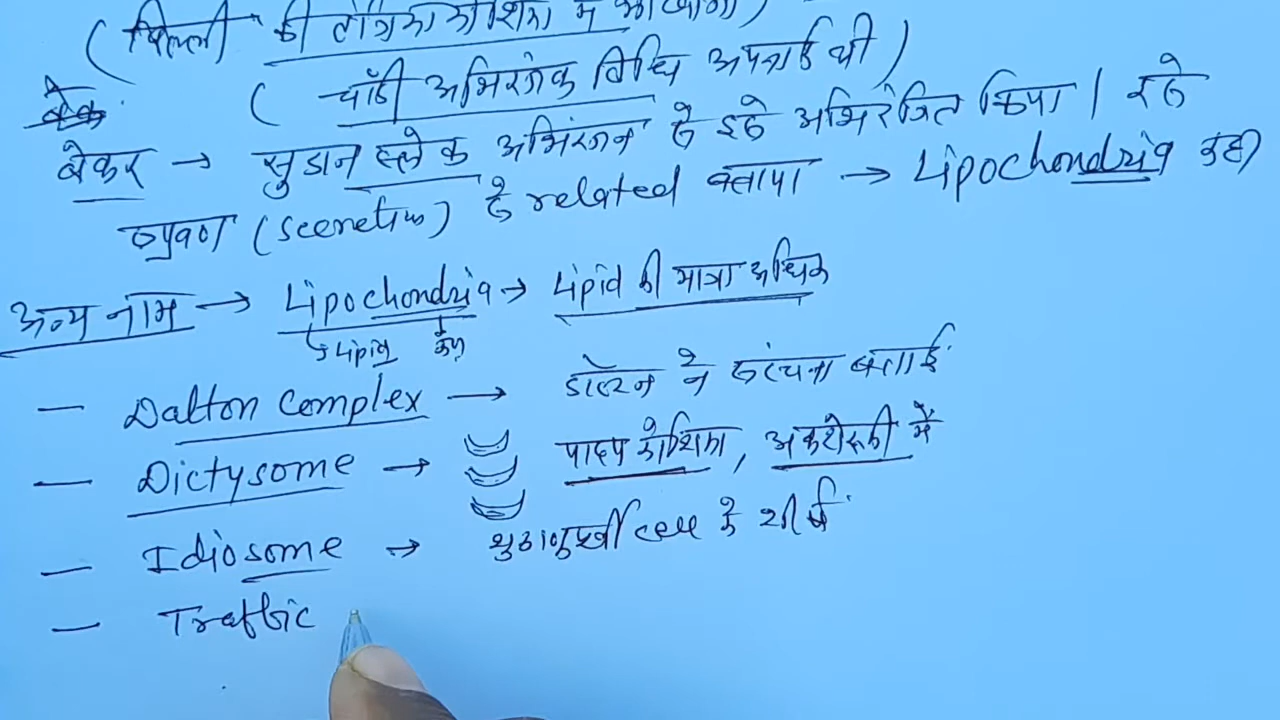 (बिल्ली की तंत्रिका कोशिका में
(चाँदी अभिरंजक विधि अपनाई थी)
बेकर → सुडान ब्लेक अभिरंजन से इसे अभिरंजित किया। इसे
स्रवण (secretion) से related बताया → Lipochondria कहा
अन्य नाम → Lipochondria → Lipid की मात्रा अधिक
Lipid कण
— Dalton complex → डाल्टन ने संरचना बताई
— Dictysome → पादप कोशिका, अकशेरूकी में
— Idiosome → शुक्राणुर्खी cell के शीर्ष
— Traffic